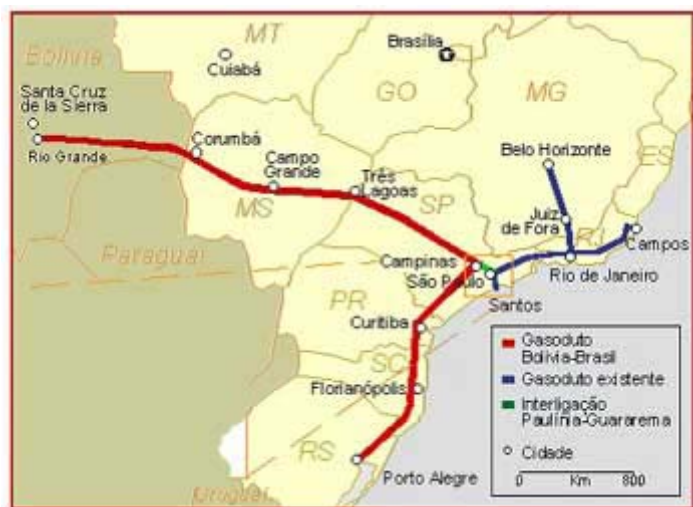 MT
Brasília
Bolívia
Cuiabá
GO
MG
Santa Cruz
de la Sierra
Rio Grande
Corumbá
Campo
Grande
Três
Lagoas
MS
SP
Belo Horizonte
ES
Juiz
de Fora
RJ
Campos
Paraguai
Campinas
São Paulo
Rio de Janeiro
Santos
PR
Curitiba
SC
Florianópolis
RS
Porto Alegre
Uruguai
Gasoduto
Bolívia-Brasil
Gasoduto existente
Interligação
Paulínia-Guararema
Cidade
0 Km 800